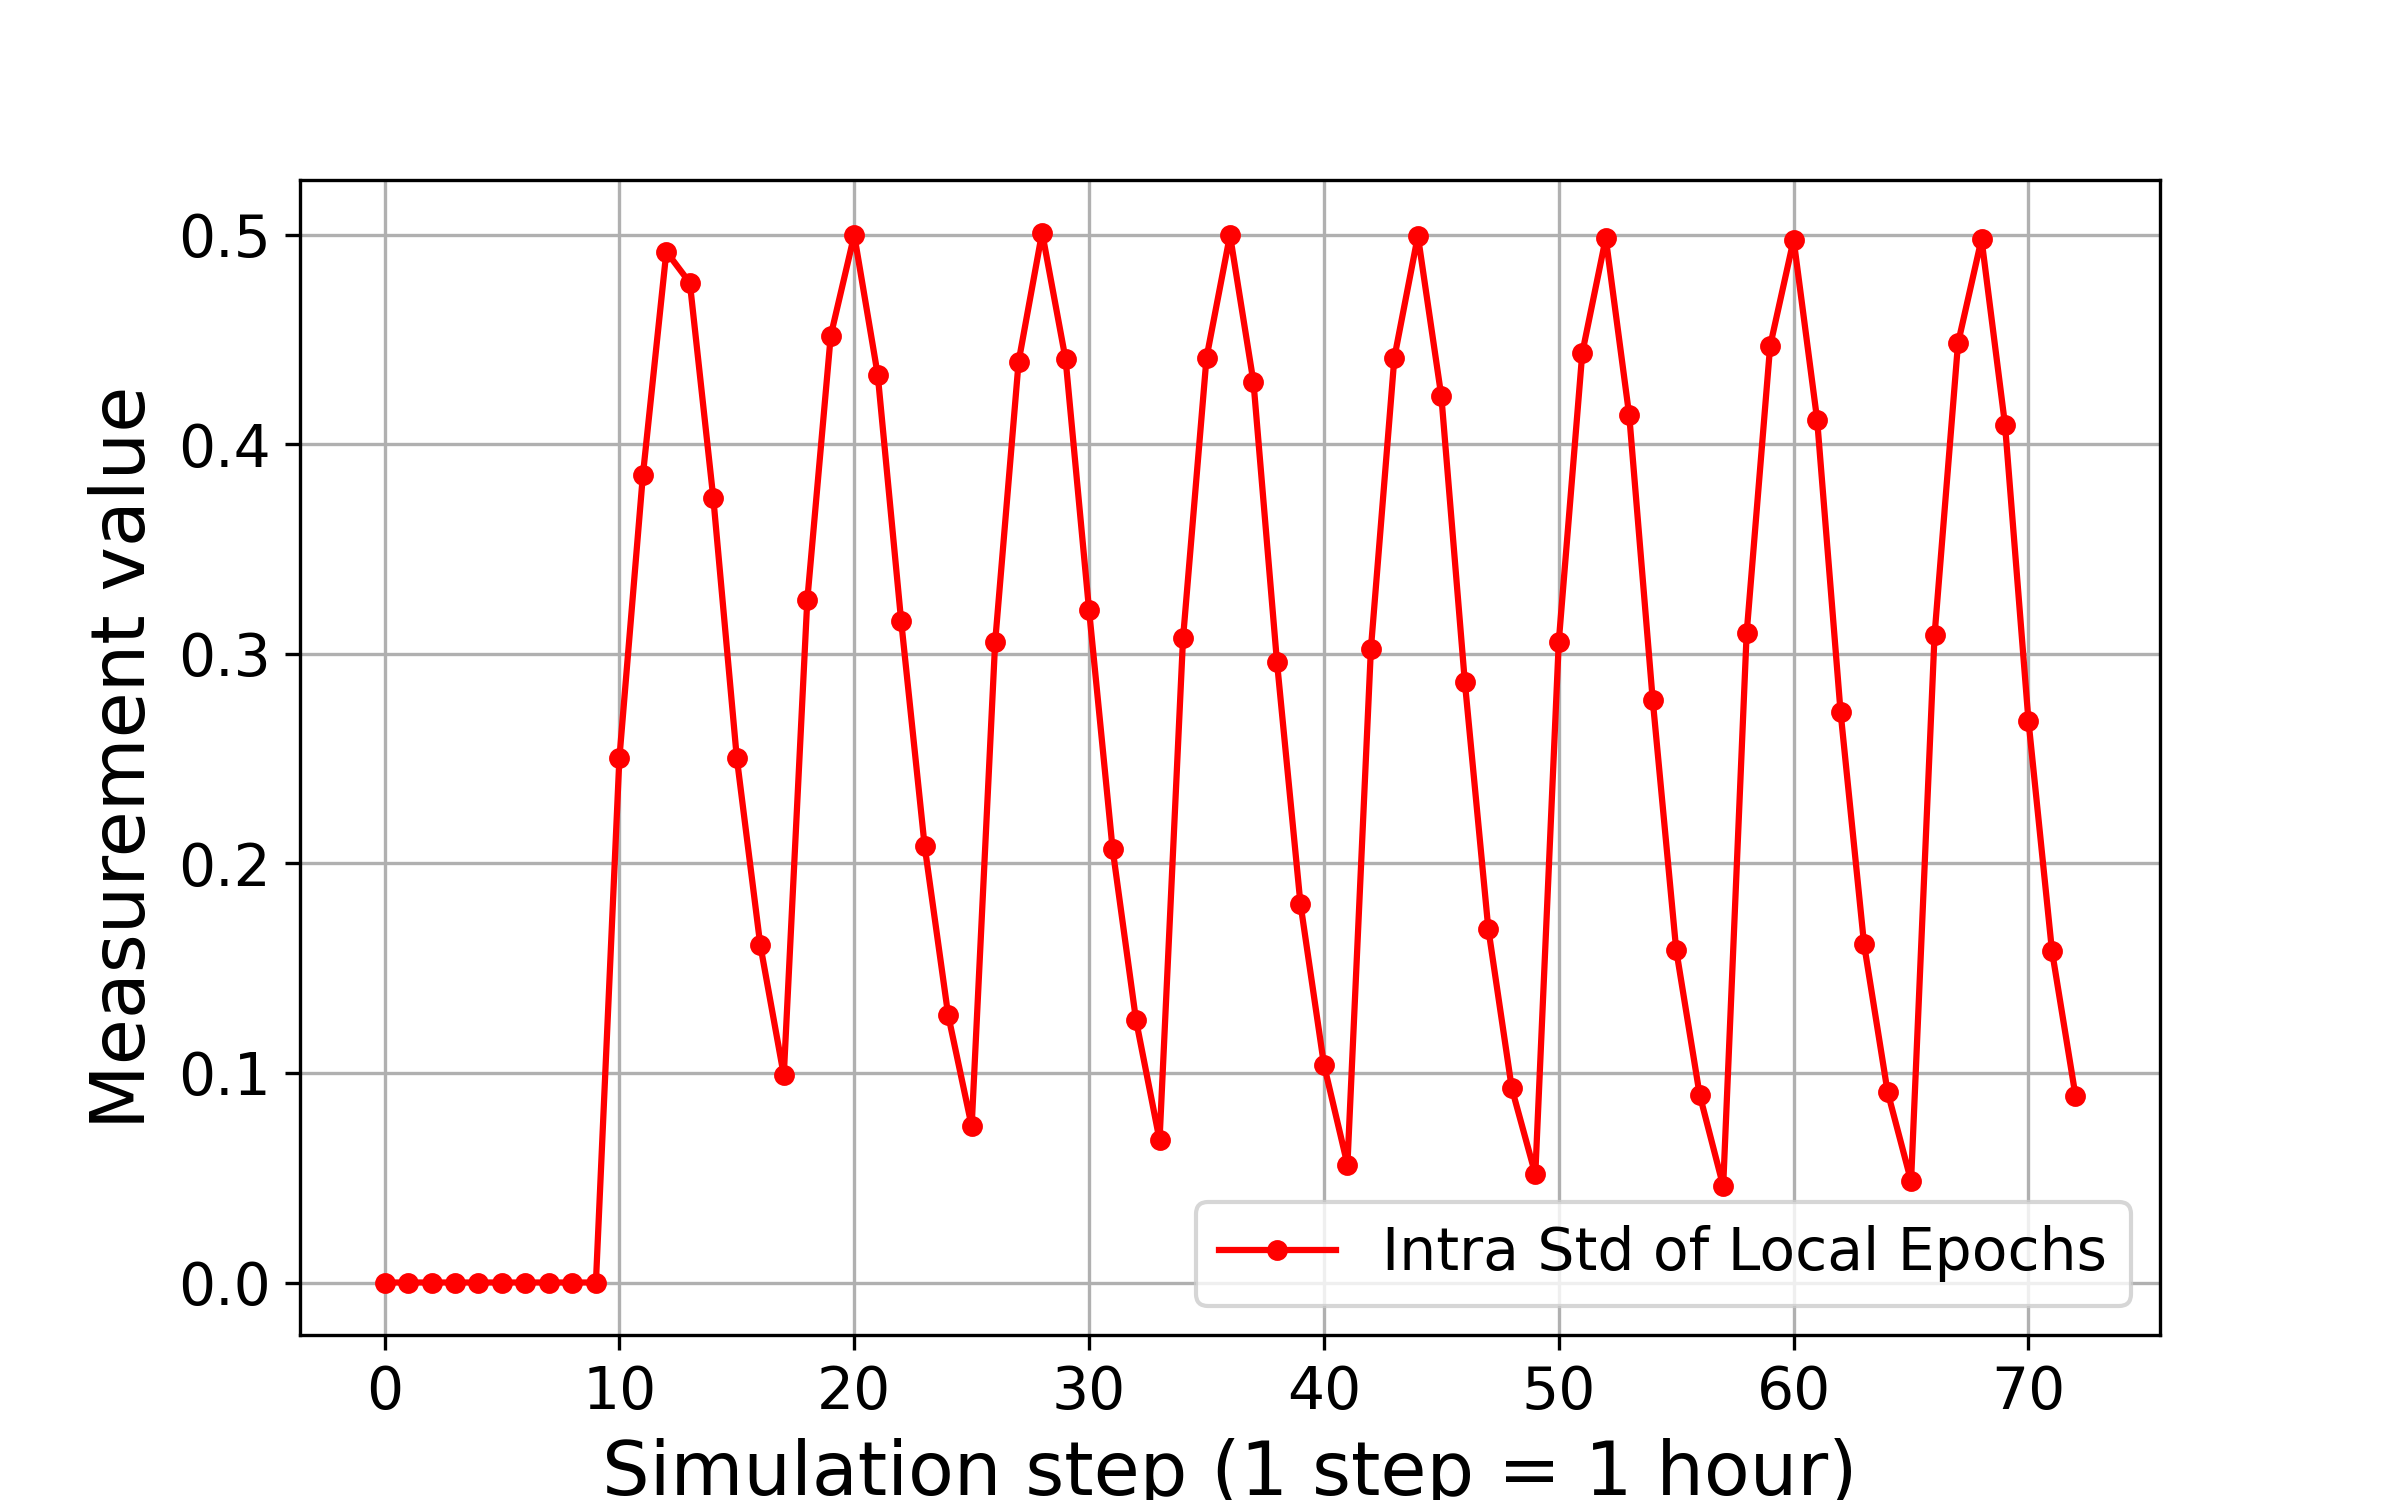 Measurement value
0.5
0.4
0.3
0.2
0.1
0.0
Intra Std of Local Epochs
0 10 20 30 40 50 60 70
Simulation step (1 step = 1 hour)